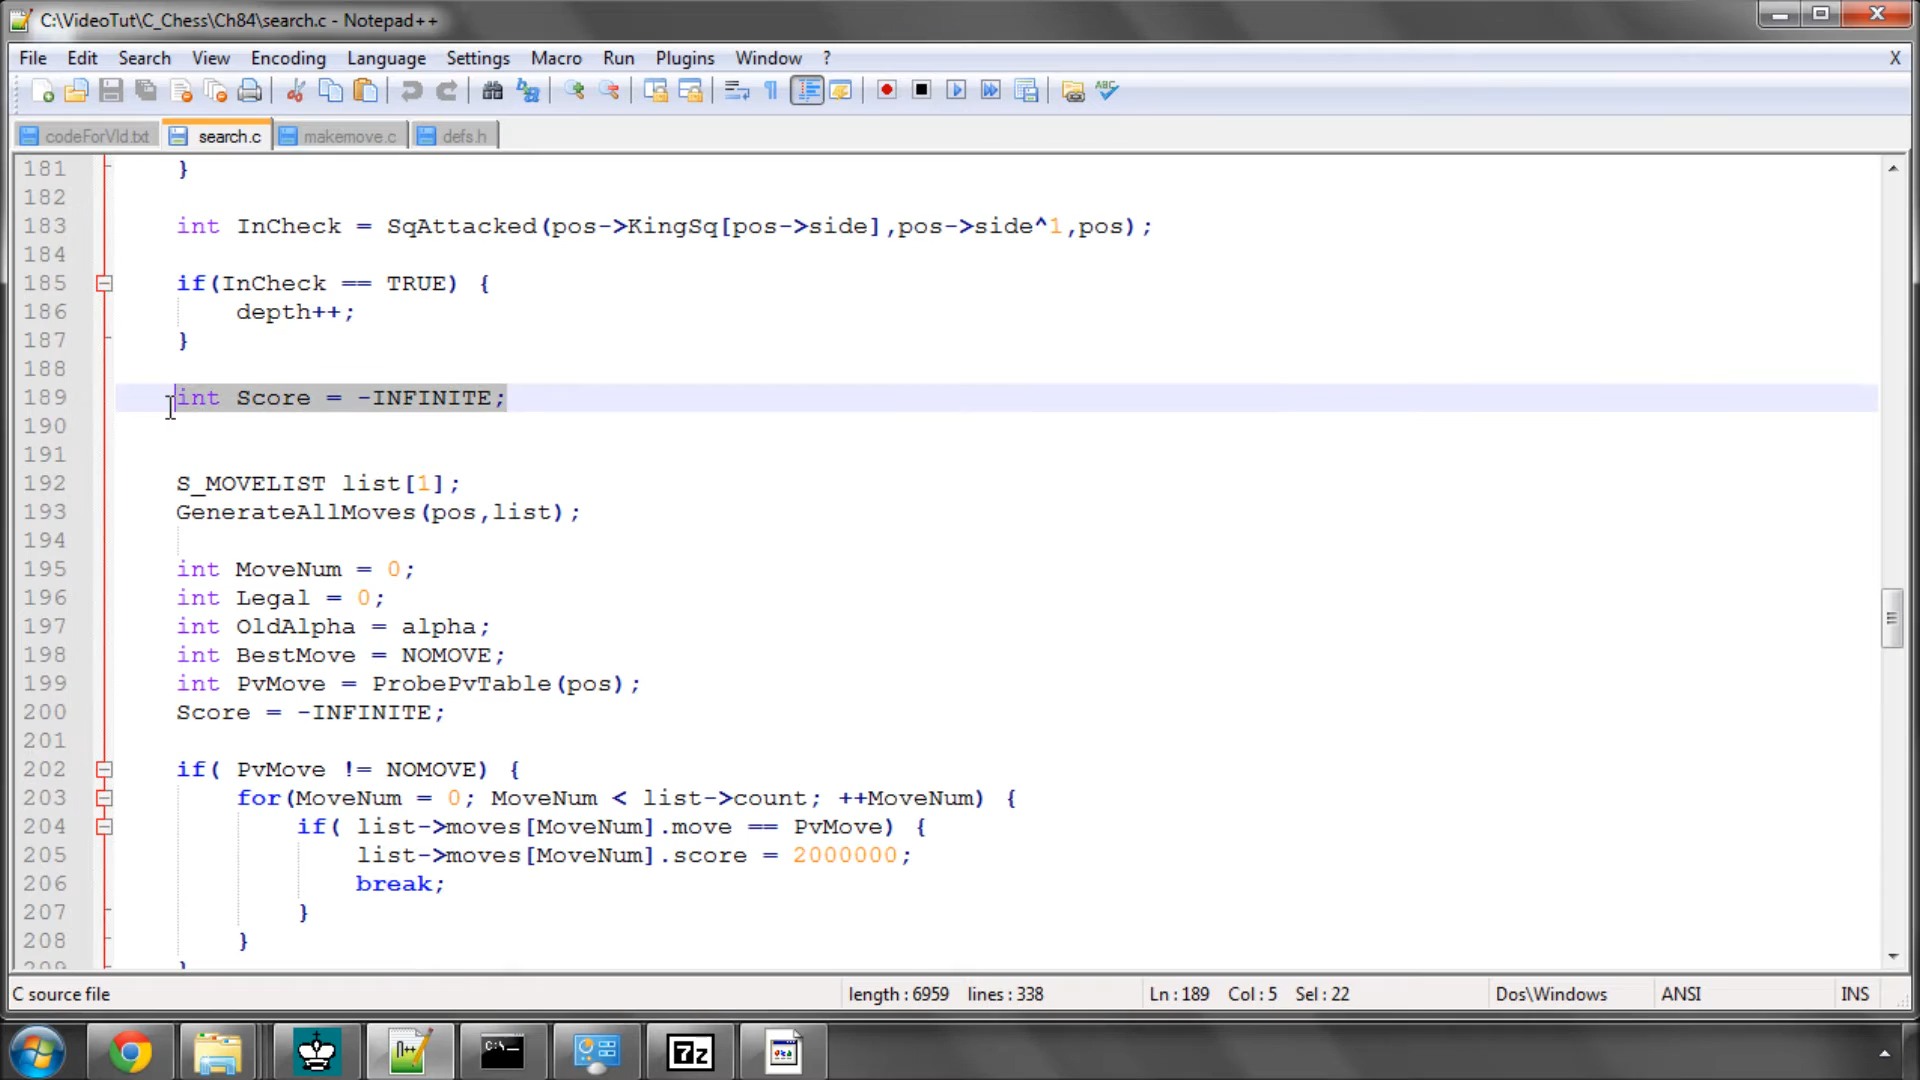 C:\VideoTut\C_Chess\Ch84\search.c - Notepad++
File Edit Search View Encoding Language Settings Macro Run Plugins Window ? X
codeForVId.txt search.c makemove.c defs.h
181 }
182
183 int InCheck = SqAttacked(pos->KingSq[pos->side],pos->side^1,pos);
184
185 if(InCheck == TRUE) {
186 depth++;
187 }
188
189 int Score = -INFINITE;
190
191
192 S_MOVELIST list[1];
193 GenerateAllMoves(pos,list);
194
195 int MoveNum = 0;
196 int Legal = 0;
197 int OldAlpha = alpha;
198 int BestMove = NOMOVE;
199 int PvMove = ProbePvTable(pos);
200 Score = -INFINITE;
201
202 if( PvMove != NOMOVE) {
203 for(MoveNum = 0; MoveNum < list->count; ++MoveNum) {
204 if( list->moves[MoveNum].move == PvMove) {
205 list->moves[MoveNum].score = 2000000;
206 break;
207 }
208 }
209 }
C source file length : 6959 lines : 338 Ln : 189 Col : 5 Sel : 22 Dos\Windows ANSI INS